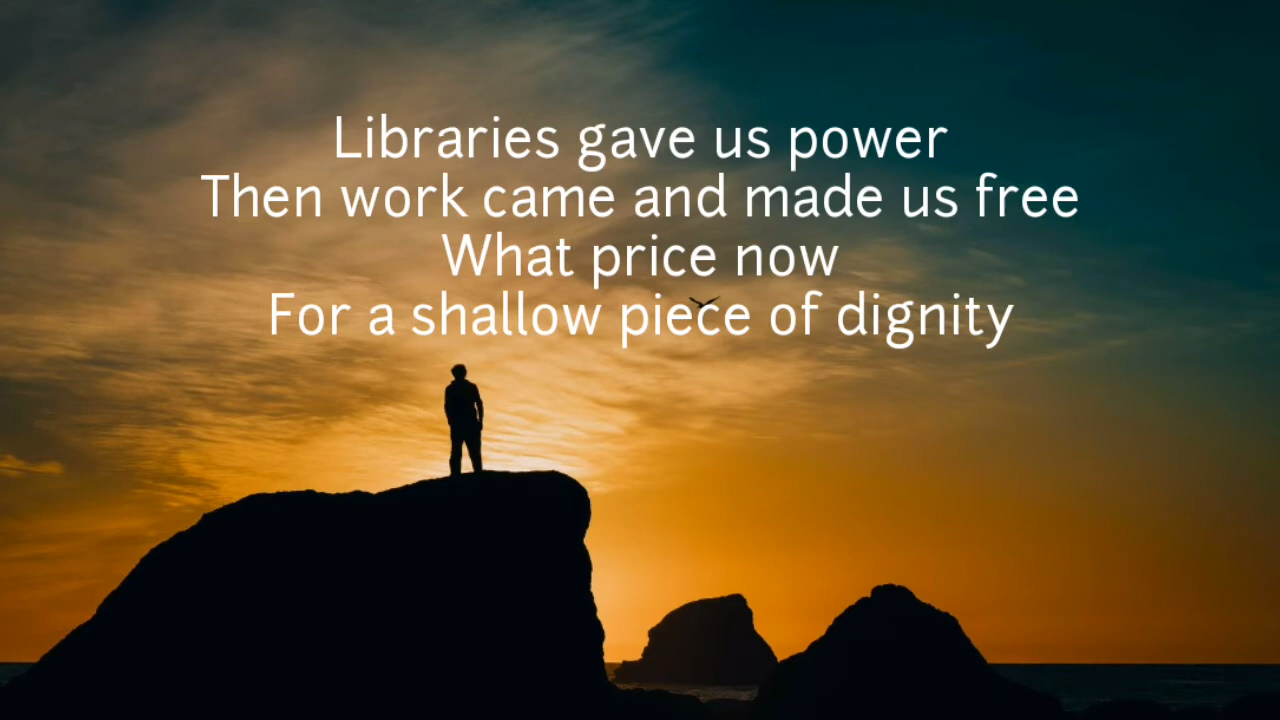 Libraries gave us power
Then work came and made us free
What price now
For a shallow piece of dignity